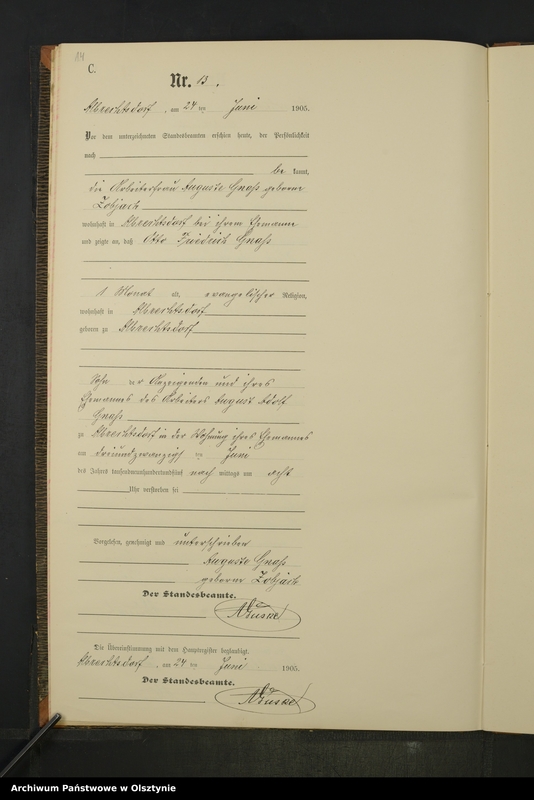 14
C.
Nr. 13.
Albrechtsdorf, am 24 ten Juni 1905.
Vor dem unterzeichneten Standesbeamten erschien heute, der Persönlichkeit
nach
be kannt,
die Arbeiterfrau Auguste Gnaß geborene
wohnhaft in Albrechtsdorf bei ihrem Ehemanne
und zeigte an, daß Otto Friedrich Gnaß
1 Monat alt, evangelischer Religion,
wohnhaft in Albrechtsdorf
geboren zu Albrechtsdorf
Sohn der Anzeigenden und ihres
Ehemannes des Arbeiters August Adolf
Gnaß
zu Albrechtsdorf in der Wohnung ihres Ehemannes
am dreiundzwanzigsten Juni
des Jahres tausendneunhundertundfünf nach mittags um acht
Uhr verstorben sei
Vorgelesen, genehmigt und unterschrieben
Auguste Gnaß
geborene
Der Standesbeamte.
Die Übereinstimmung mit dem Hauptregister beglaubigt.
Albrechtsdorf, am 24 ten Juni 1905.
Der Standesbeamte.
Archiwum Państwowe w Olsztynie